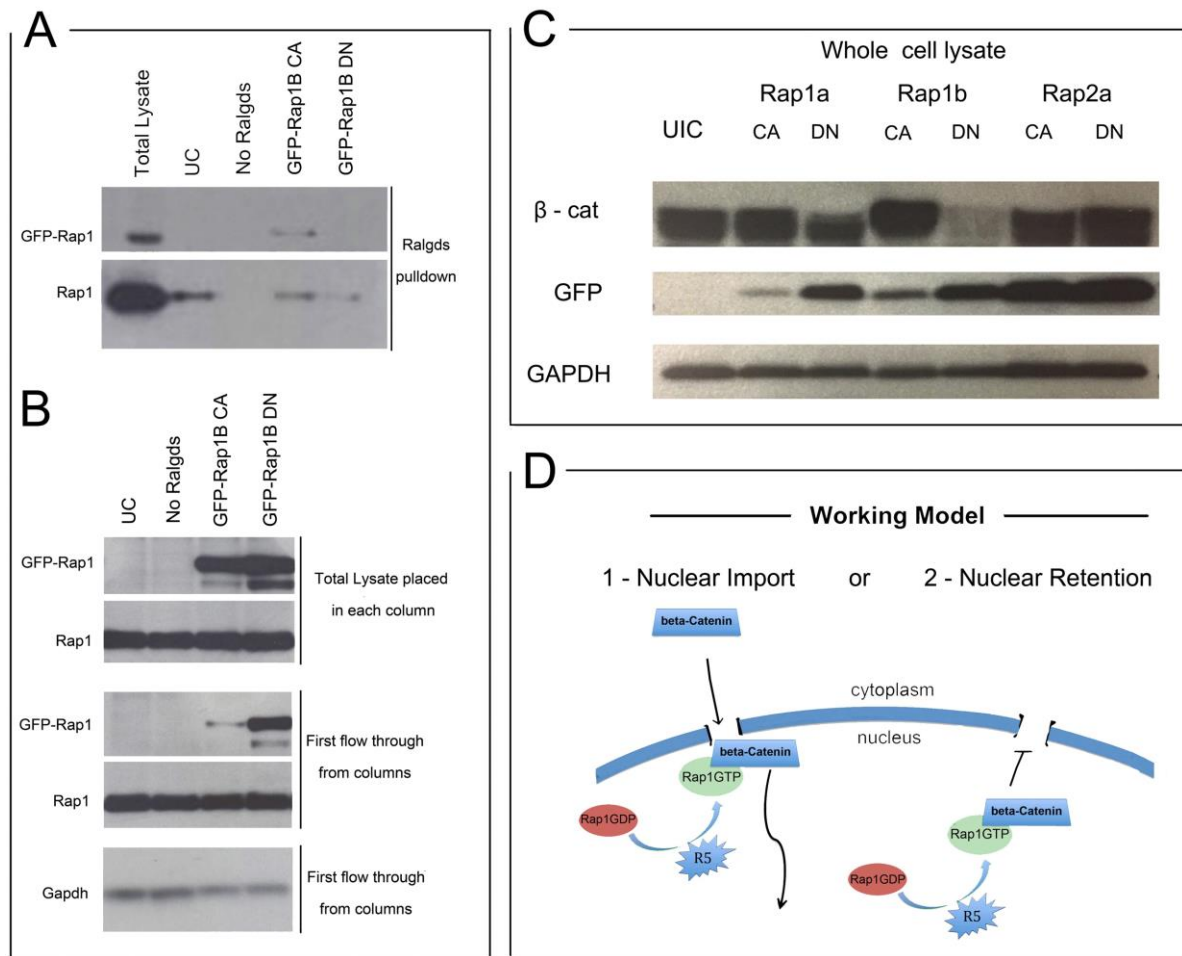 A
Total Lysate
UC
No Ralgds
GFP-Rap1B CA
GFP-Rap1B DN
GFP-Rap1
Rap1
Ralgds
pulldown
B
UC
No Ralgds
GFP-Rap1B CA
GFP-Rap1B DN
GFP-Rap1
Rap1
Total Lysate placed
in each column
GFP-Rap1
Rap1
First flow through
from columns
Gapdh
First flow through
from columns
C
Whole cell lysate
Rap1a Rap1b Rap2a
UIC CA DN CA DN CA DN
β - cat
GFP
GAPDH
D
Working Model
1 - Nuclear Import or 2 - Nuclear Retention
beta-Catenin
cytoplasm
nucleus
beta-Catenin
Rap1GTP
Rap1GDP
R5
beta-Catenin
Rap1GTP
Rap1GDP
R5